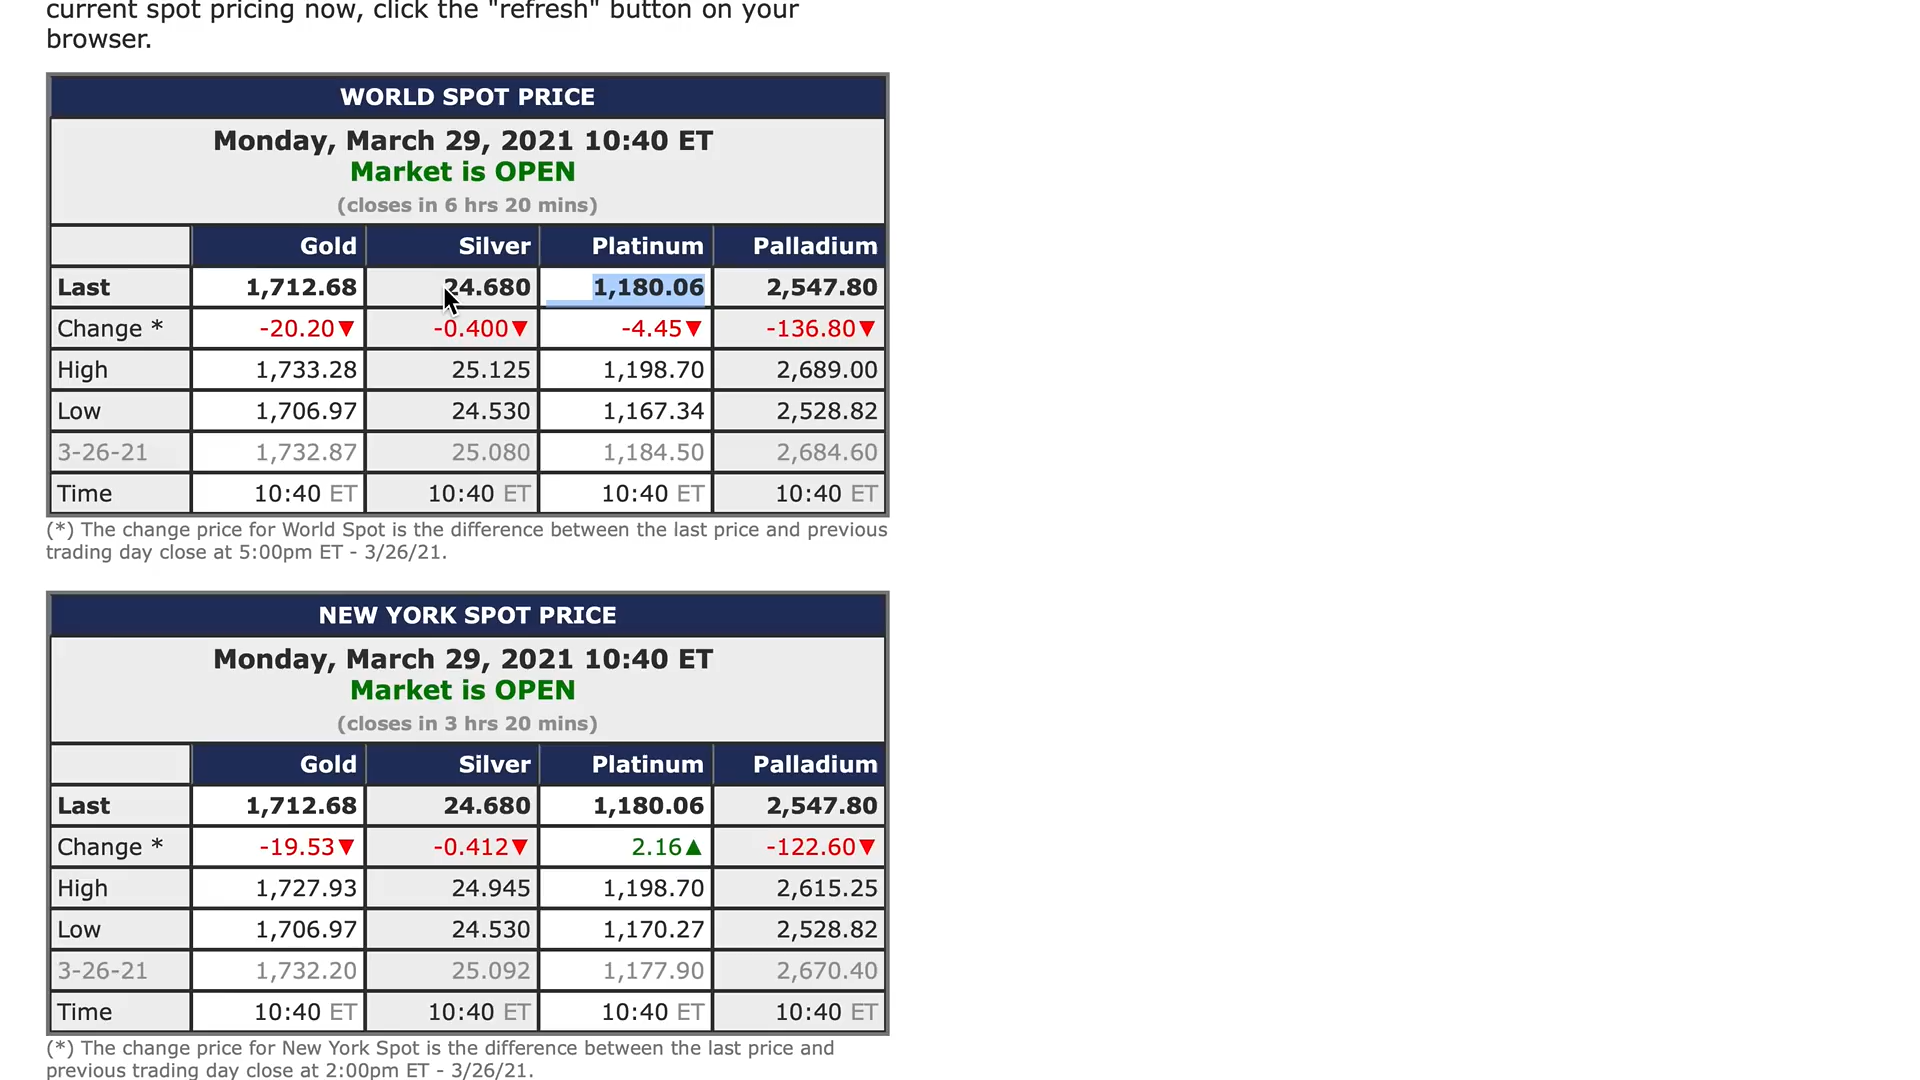 current spot pricing now, click the "refresh" button on your
browser.
WORLD SPOT PRICE
Monday, March 29, 2021 10:40 ET
Market is OPEN
(closes in 6 hrs 20 mins)
Gold Silver Platinum Palladium
Last 1,712.68 24.680 1,180.06 2,547.80
Change * -20.20▼ -0.400▼ -4.45▼ -136.80▼
High 1,733.28 25.125 1,198.70 2,689.00
Low 1,706.97 24.530 1,167.34 2,528.82
3-26-21 1,732.87 25.080 1,184.50 2,684.60
Time 10:40 ET 10:40 ET 10:40 ET 10:40 ET
(*) The change price for World Spot is the difference between the last price and previous
trading day close at 5:00pm ET - 3/26/21.
NEW YORK SPOT PRICE
Monday, March 29, 2021 10:40 ET
Market is OPEN
(closes in 3 hrs 20 mins)
Gold Silver Platinum Palladium
Last 1,712.68 24.680 1,180.06 2,547.80
Change * -19.53▼ -0.412▼ 2.16▲ -122.60▼
High 1,727.93 24.945 1,198.70 2,615.25
Low 1,706.97 24.530 1,170.27 2,528.82
3-26-21 1,732.20 25.092 1,177.90 2,670.40
Time 10:40 ET 10:40 ET 10:40 ET 10:40 ET
(*) The change price for New York Spot is the difference between the last price and
previous trading day close at 2:00pm ET - 3/26/21.